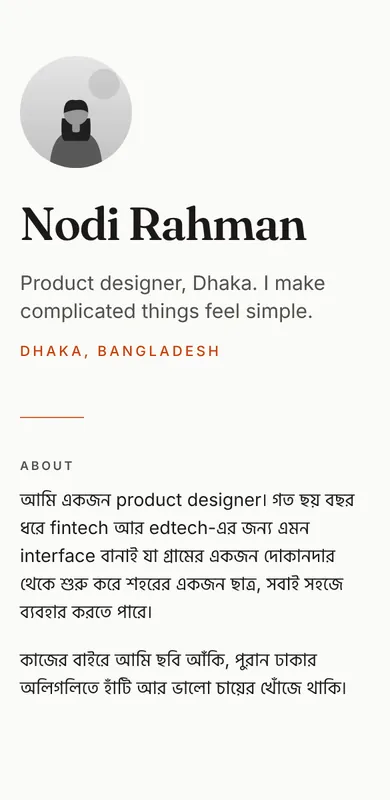 Nodi Rahman
Product designer, Dhaka. I make
complicated things feel simple.
DHAKA, BANGLADESH
ABOUT
আমি একজন product designer। গত ছয় বছর
ধরে fintech আর edtech-এর জন্য এমন
interface বানাই যা গ্রামের একজন দোকানদার
থেকে শুরু করে শহরের একজন ছাত্র, সবাই সহজে
ব্যবহার করতে পারে।
কাজের বাইরে আমি ছবি আঁকি, পুরান ঢাকার
অলিগলিতে হাঁটি আর ভালো চায়ের খোঁজে থাকি।